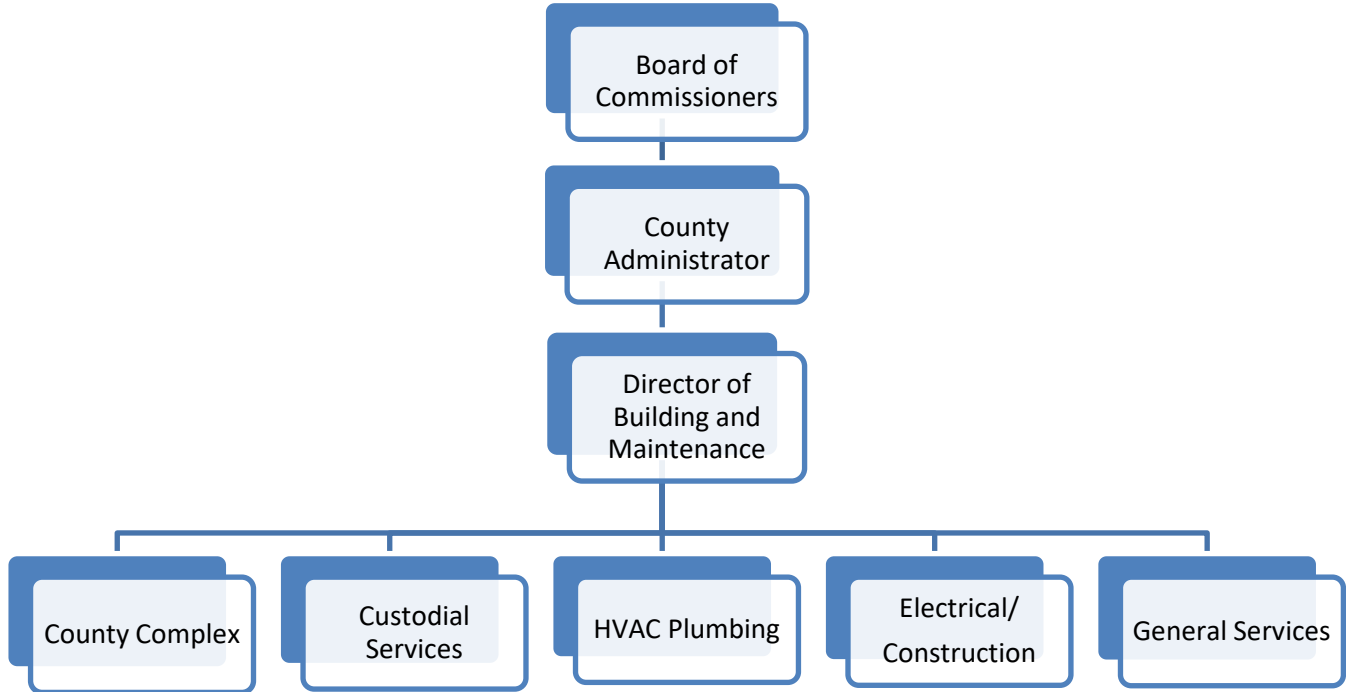 Board of
Commissioners
County
Administrator
Director of
Building and
Maintenance
County Complex
Custodial
Services
HVAC Plumbing
Electrical/
Construction
General Services